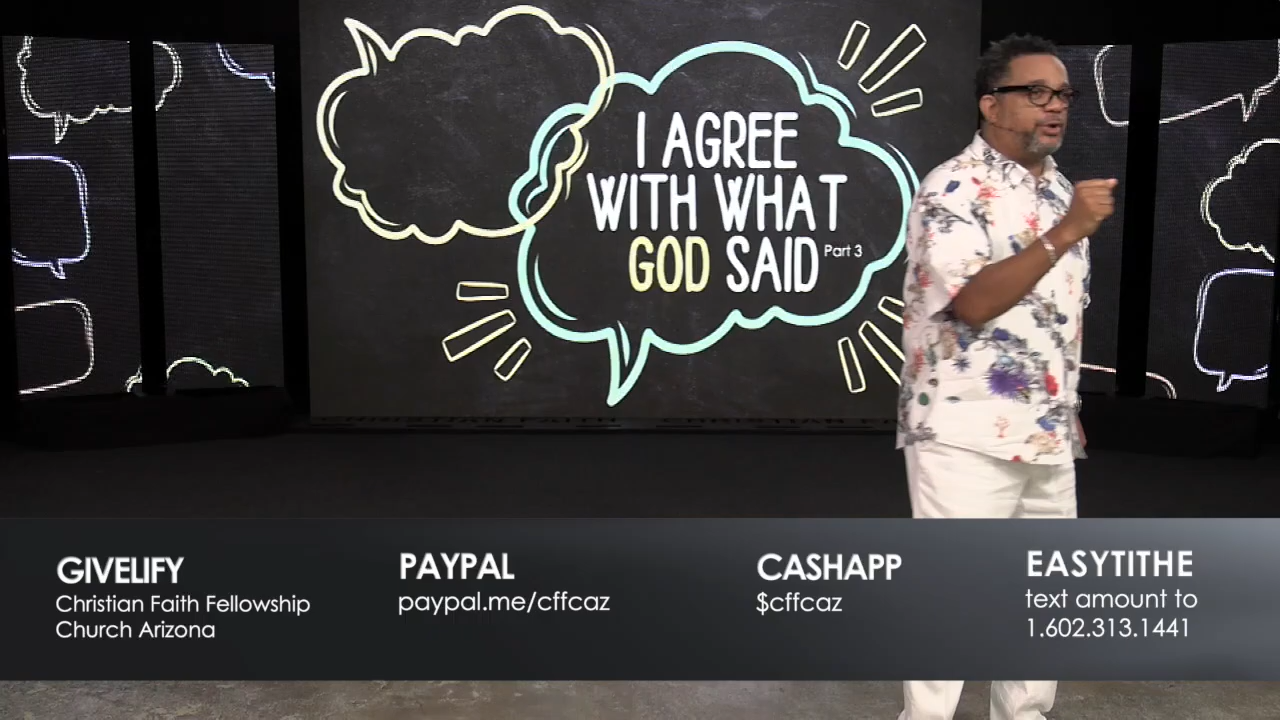 I AGREE
WITH WHAT
GOD SAID Part 3
GIVELIFY
Christian Faith Fellowship
Church Arizona
PAYPAL
paypal.me/cffcaz
CASHAPP
$cffcaz
EASYTITHE
text amount to
1.602.313.1441